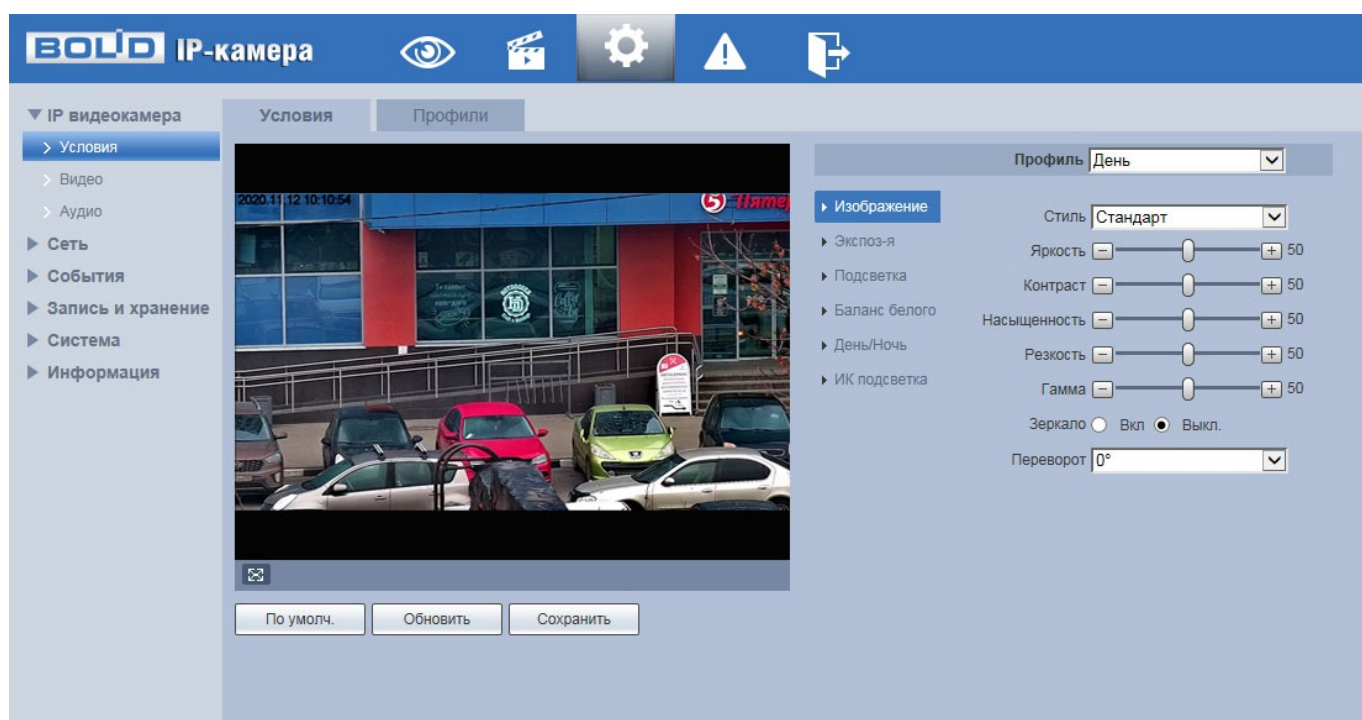 BOLID IP-камера
IP видеокамера
Условия
Видео
Аудио
Сеть
События
Запись и хранение
Система
Информация
Условия
Профили
2020.11.12 10:10:54
5
По умолч.
Обновить
Сохранить
Профиль День
Изображение
Экспоз-я
Подсветка
Баланс белого
День/Ночь
ИК подсветка
Стиль Стандарт
Яркость 50
Контраст 50
Насыщенность 50
Резкость 50
Гамма 50
Зеркало Вкл Выкл.
Переворот 0°